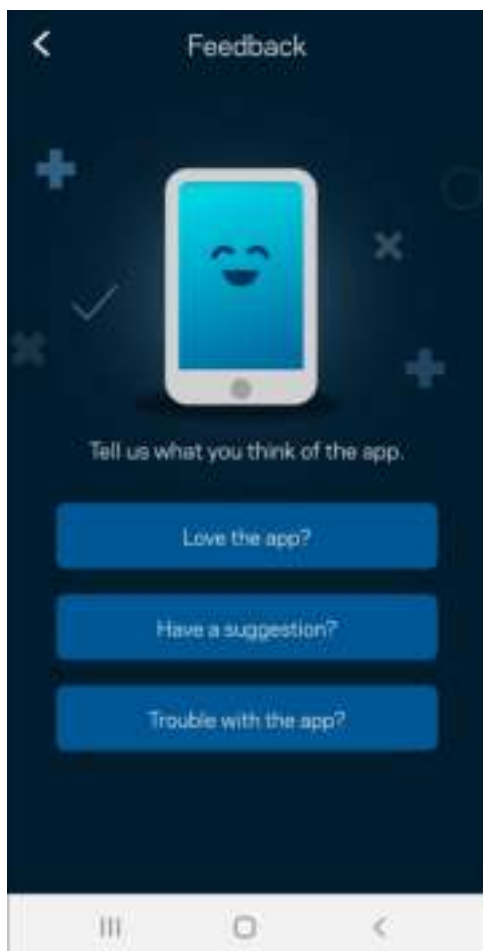 Feedback
Tell us what you think of the app.
Love the app?
Have a suggestion?
Trouble with the app?